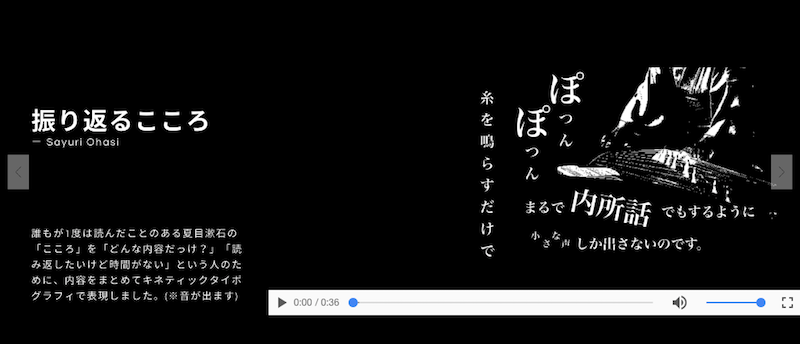 振り返るこころ
— Sayuri Ohasi
誰もが1度は読んだことのある夏目漱石の
「こころ」を「どんな内容だっけ？」「読
み返したいけど時間がない」という人のた
めに、内容をまとめてキネティックタイポ
グラフィで表現しました。(※音が出ます)
糸を鳴らすだけで
ぽっん
ぽっん
まるで内所話でもするように
小さな声しか出さないのです。
0:00 / 0:36